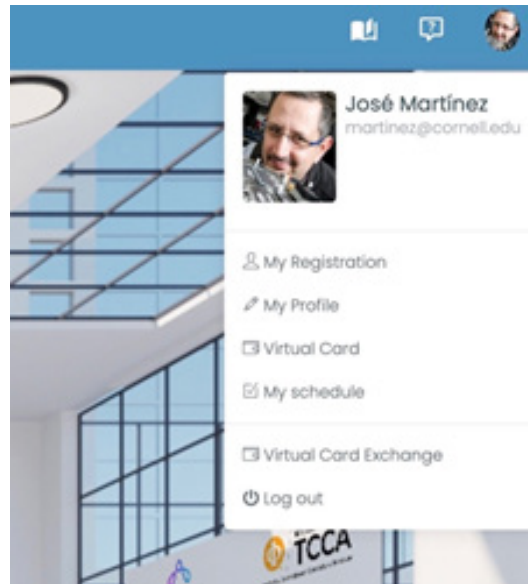 José Martínez
martinez@cornell.edu
My Registration
My Profile
Virtual Card
My schedule
Virtual Card Exchange
Log out
TCCA